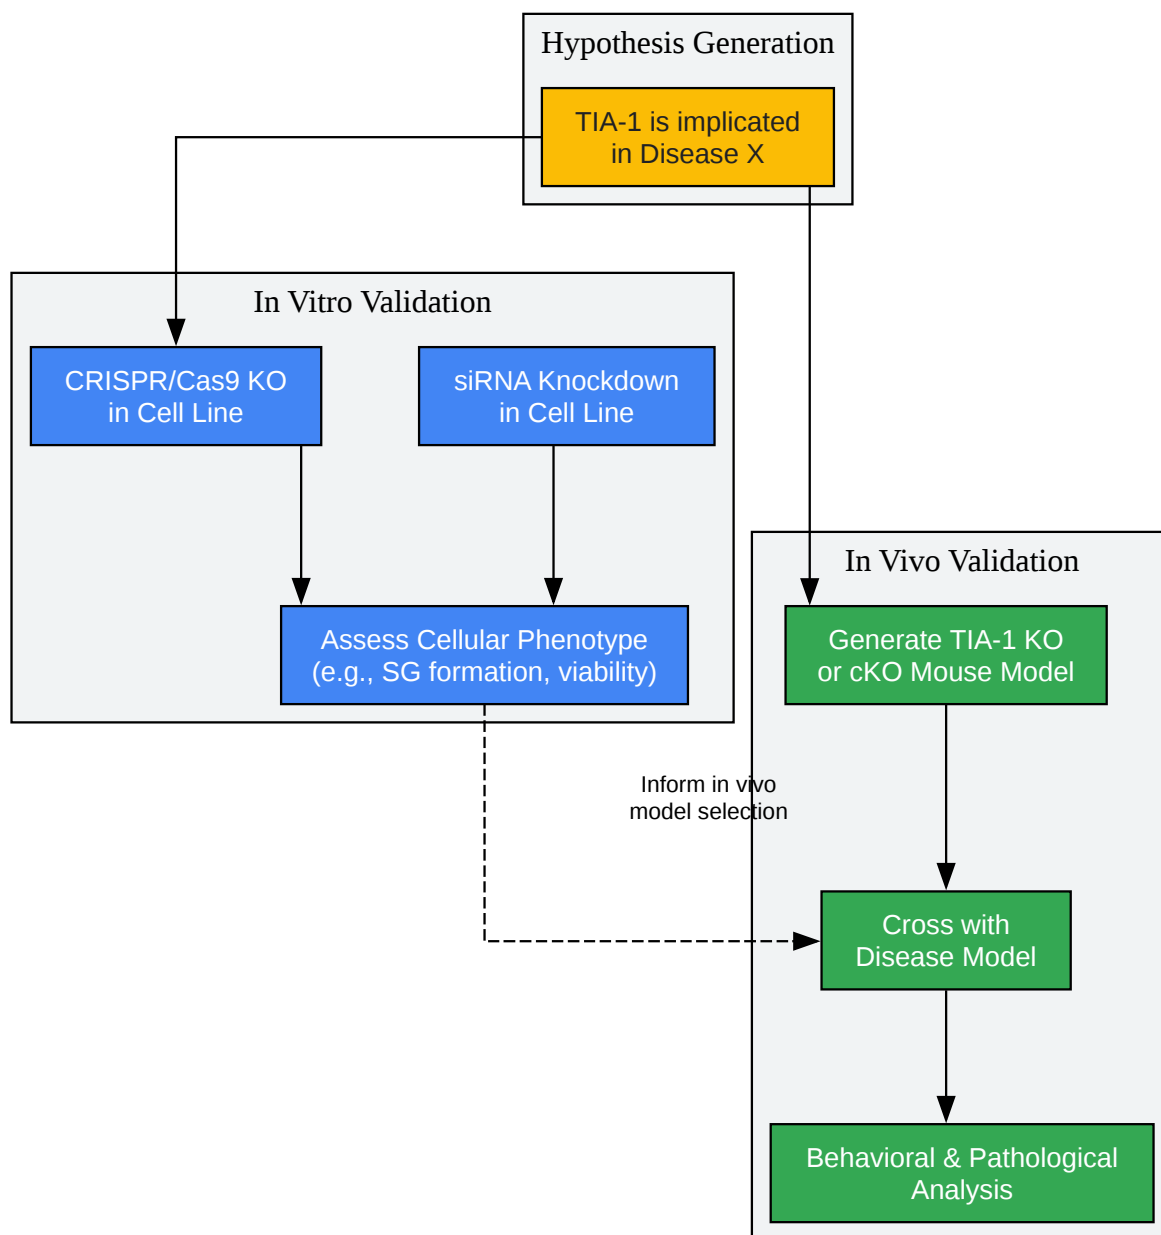 Hypothesis Generation
TIA-1 is implicated
in Disease X
In Vitro Validation
CRISPR/Cas9 KO
in Cell Line
siRNA Knockdown
in Cell Line
Assess Cellular Phenotype
(e.g., SG formation, viability)
In Vivo Validation
Generate TIA-1 KO
or cKO Mouse Model
Inform in vivo
model selection
Cross with
Disease Model
Behavioral & Pathological
Analysis